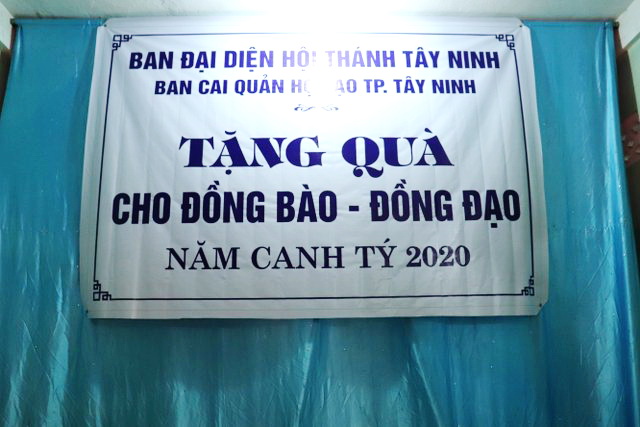 BAN ĐẠI DIỆN HỘI THÁNH TÂY NINH
BAN CAI QUẢN TP. TÂY NINH
TẶNG QUÀ
CHO ĐỒNG BÀO - ĐỒNG ĐẠO
NĂM CANH TÝ 2020